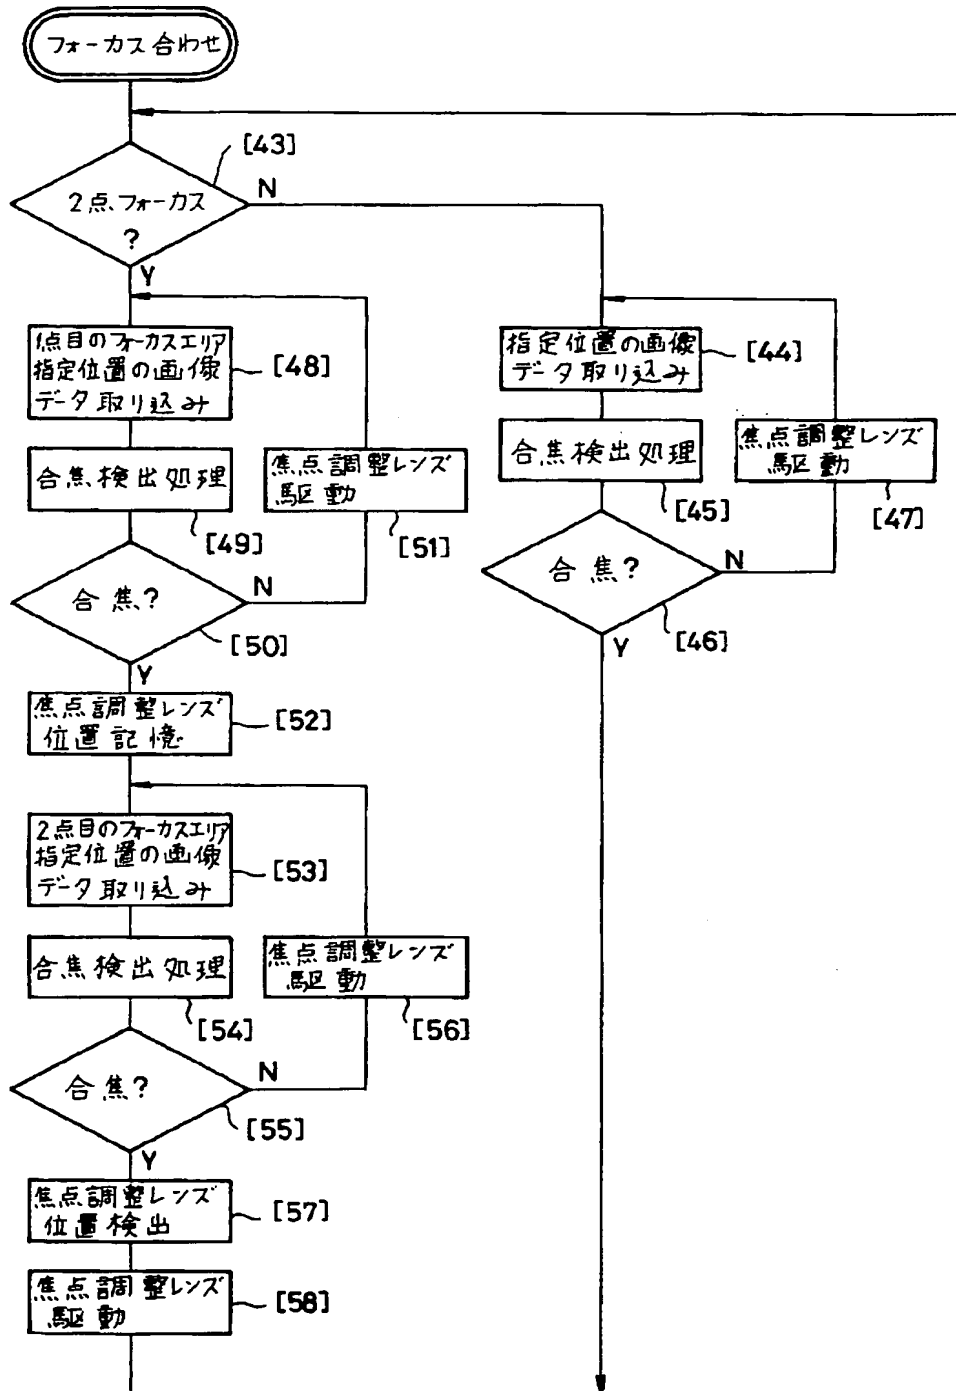 フォーカス合わせ
[43]
2点フォーカス
?
N
Y
1点目のフォーカスエリア
指定位置の画像
データ取り込み
[48]
合焦検出処理
[49]
焦点調整レンズ
駆動
[51]
合焦?
N
[50]
Y
焦点調整レンズ
位置記憶
[52]
2点目のフォーカスエリア
指定位置の画像
データ取り込み
[53]
合焦検出処理
[54]
焦点調整レンズ
駆動
[56]
合焦?
N
[55]
Y
焦点調整レンズ
位置検出
[57]
焦点調整レンズ
駆動
[58]
指定位置の画像
データ取り込み
[44]
合焦検出処理
[45]
焦点調整レンズ
駆動
[47]
合焦?
N
[46]
Y